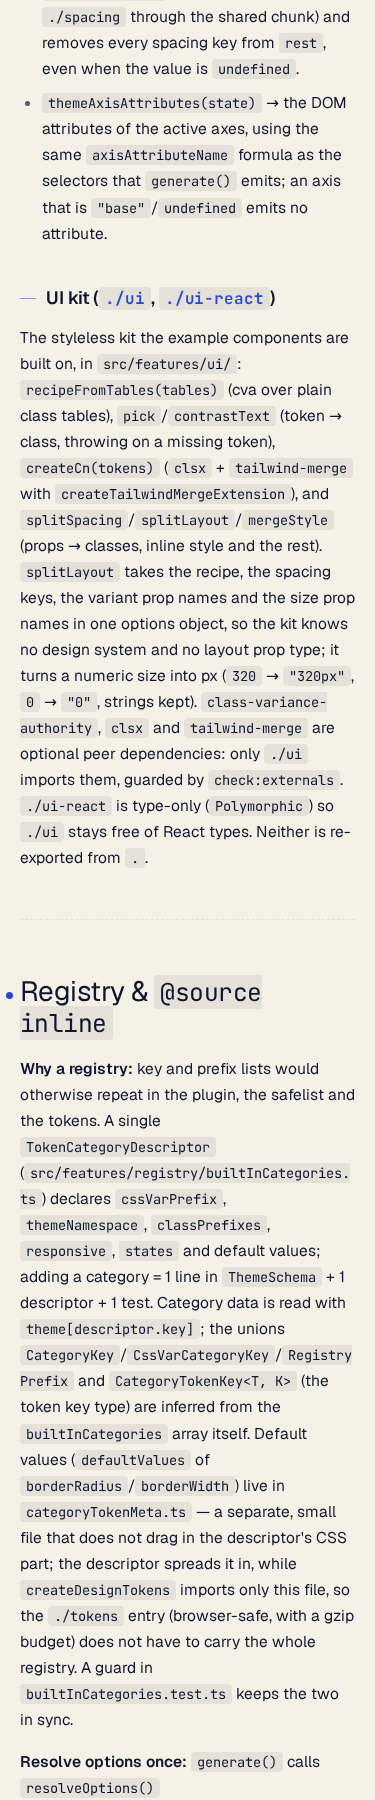 ./spacing through the shared chunk) and
removes every spacing key from rest,
even when the value is undefined.
• themeAxisAttributes(state) → the DOM
attributes of the active axes, using the
same axisAttributeName formula as the
selectors that generate() emits; an axis
that is "base"/undefined emits no
attribute.
— UI kit (./ui, ./ui-react)
The styleless kit the example components are
built on, in src/features/ui/:
recipeFromTables(tables) (cva over plain
class tables), pick/contrastText (token →
class, throwing on a missing token),
createCn(tokens) (clsx + tailwind-merge
with createTailwindMergeExtension), and
splitSpacing/splitLayout/mergeStyle
(props → classes, inline style and the rest).
splitLayout takes the recipe, the spacing
keys, the variant prop names and the size prop
names in one options object, so the kit knows
no design system and no layout prop type; it
turns a numeric size into px (320 → "320px",
0 → "0", strings kept). class-variance-
authority, clsx and tailwind-merge are
optional peer dependencies: only ./ui
imports them, guarded by check:externals.
./ui-react is type-only (Polymorphic) so
./ui stays free of React types. Neither is re-
exported from . .
Registry & @source
inline
Why a registry: key and prefix lists would
otherwise repeat in the plugin, the safelist and
the tokens. A single
TokenCategoryDescriptor
(src/features/registry/builtInCategories.
ts) declares cssVarPrefix,
themeNamespace, classPrefixes,
responsive, states and default values;
adding a category = 1 line in ThemeSchema + 1
descriptor + 1 test. Category data is read with
theme[descriptor.key]; the unions
CategoryKey/CssVarCategoryKey/Registry
Prefix and CategoryTokenKey<T, K> (the
token key type) are inferred from the
builtInCategories array itself. Default
values (defaultValues of
borderRadius/borderWidth) live in
categoryTokenMeta.ts — a separate, small
file that does not drag in the descriptor's CSS
part; the descriptor spreads it in, while
createDesignTokens imports only this file, so
the ./tokens entry (browser-safe, with a gzip
budget) does not have to carry the whole
registry. A guard in
builtInCategories.test.ts keeps the two
in sync.
Resolve options once: generate() calls
resolveOptions()